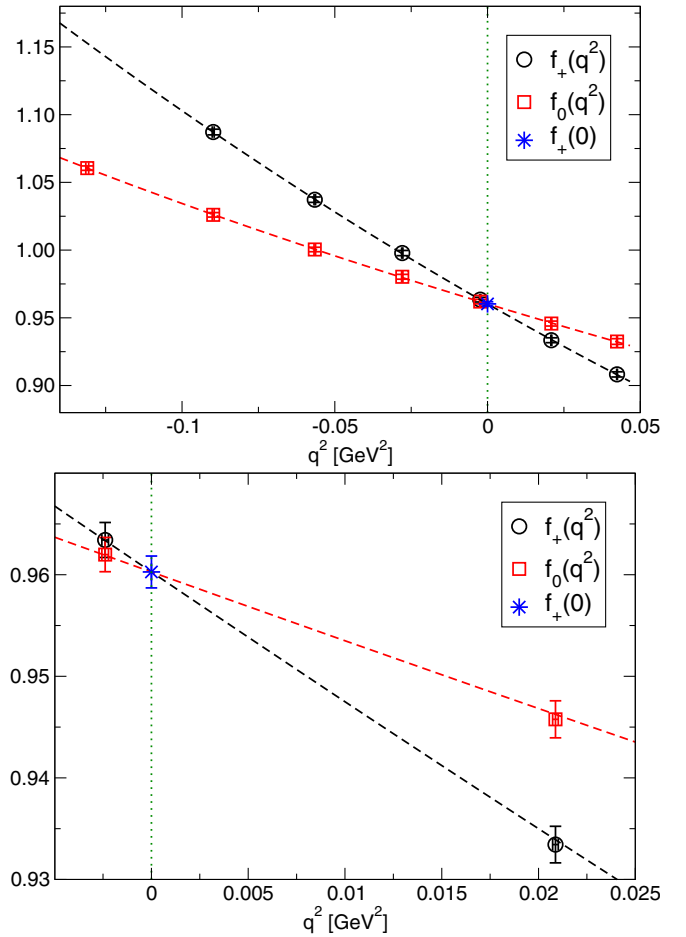 1.15
1.10
1.05
1.00
0.95
0.90
-0.1 -0.05 0 0.05
q² [GeV²]
f₊(q²)
f₀(q²)
f₊(0)
0.96
0.95
0.94
0.93
0 0.005 0.01 0.015 0.02 0.025
q² [GeV²]
f₊(q²)
f₀(q²)
f₊(0)